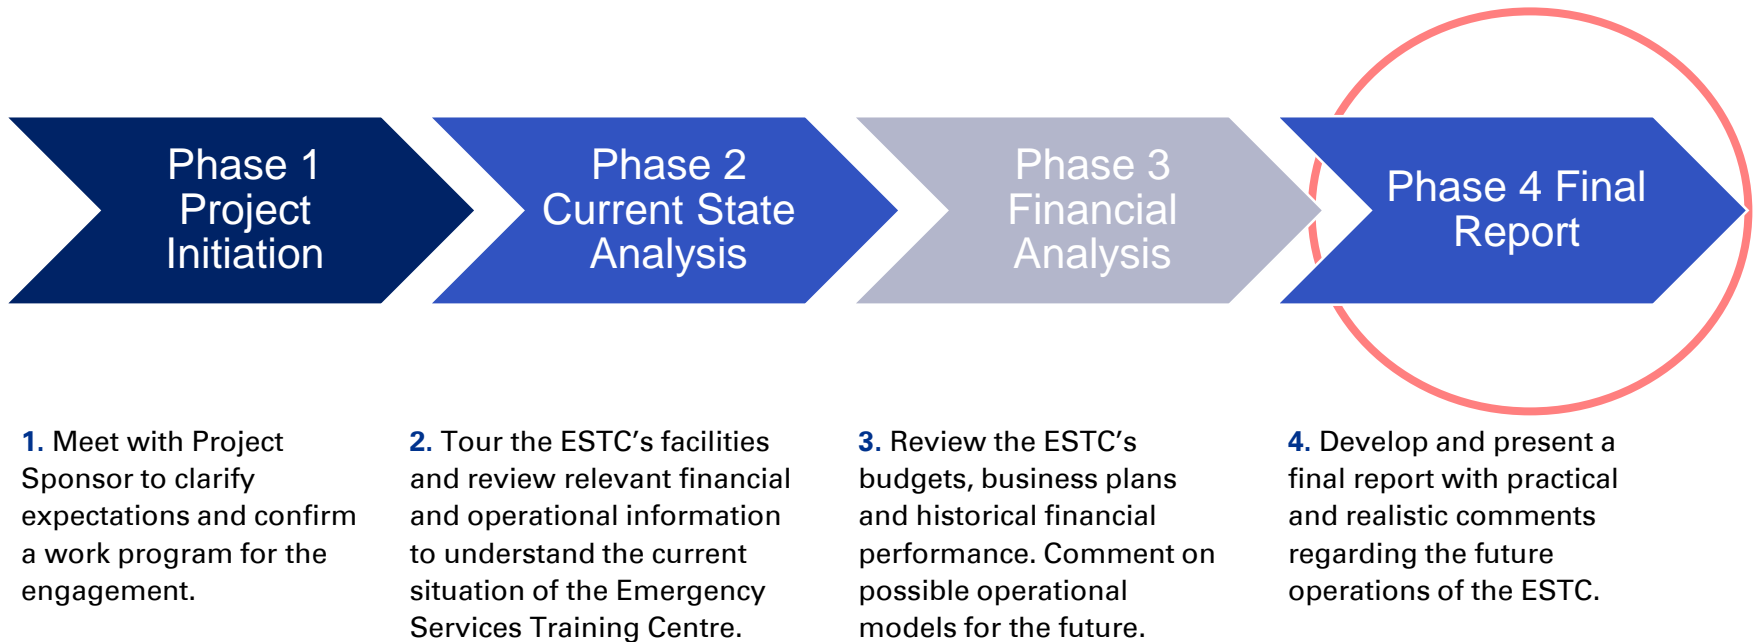 Phase 1
Project
Initiation
Phase 2
Current State
Analysis
Phase 3
Financial
Analysis
Phase 4 Final
Report
1. Meet with Project
Sponsor to clarify
expectations and confirm
a work program for the
engagement.
2. Tour the ESTC’s facilities
and review relevant financial
and operational information
to understand the current
situation of the Emergency
Services Training Centre.
3. Review the ESTC’s
budgets, business plans
and historical financial
performance. Comment on
possible operational
models for the future.
4. Develop and present a
final report with practical
and realistic comments
regarding the future
operations of the ESTC.